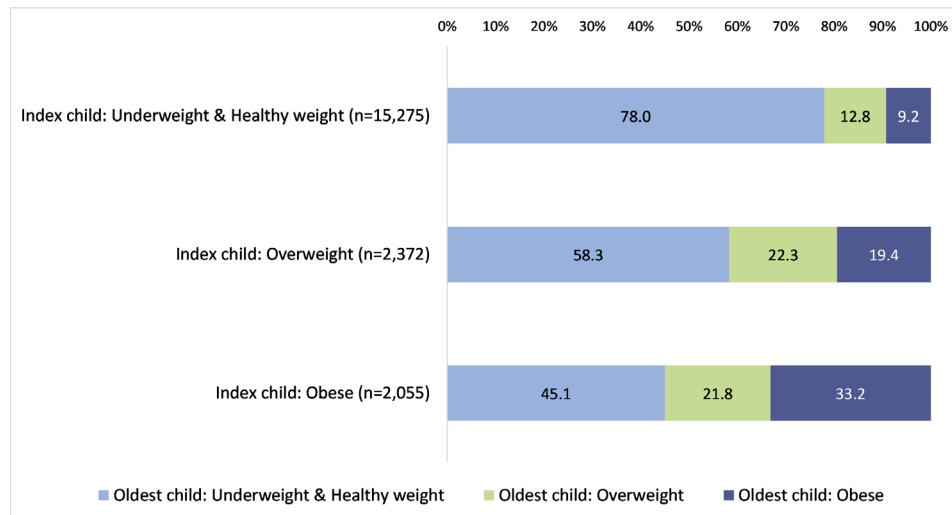 0% 10% 20% 30% 40% 50% 60% 70% 80% 90% 100%
Index child: Underweight & Healthy weight (n=15,275) 78.0 12.8 9.2
Index child: Overweight (n=2,372) 58.3 22.3 19.4
Index child: Obese (n=2,055) 45.1 21.8 33.2
Oldest child: Underweight & Healthy weight Oldest child: Overweight Oldest child: Obese